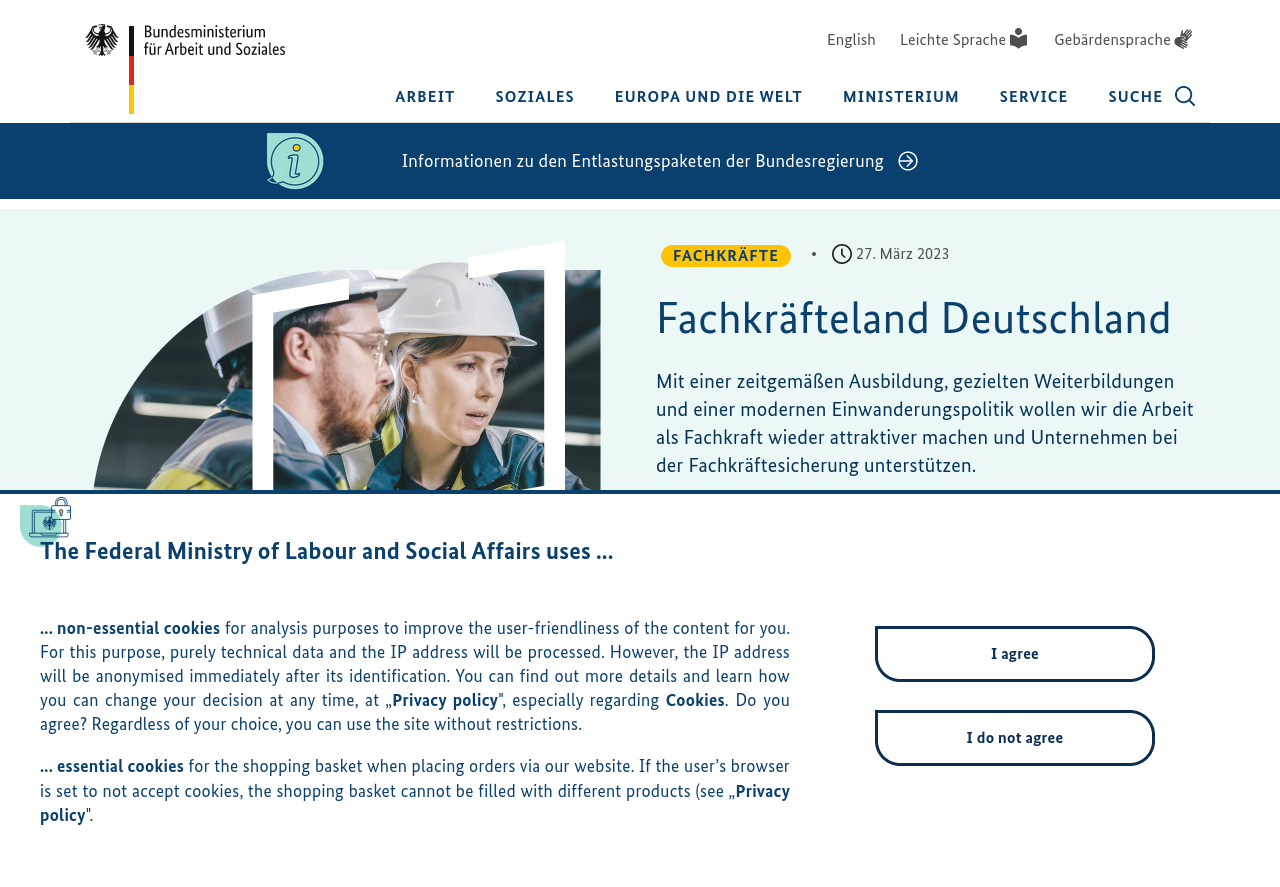 Bundesministerium
für Arbeit und Soziales
English
Leichte Sprache
Gebärdensprache
ARBEIT
SOZIALES
EUROPA UND DIE WELT
MINISTERIUM
SERVICE
SUCHE
Informationen zu den Entlastungspaketen der Bundesregierung
FACHKRÄFTE
• 27. März 2023
Fachkräfteland Deutschland
Mit einer zeitgemäßen Ausbildung, gezielten Weiterbildungen
und einer modernen Einwanderungspolitik wollen wir die Arbeit
als Fachkraft wieder attraktiver machen und Unternehmen bei
der Fachkräftesicherung unterstützen.
The Federal Ministry of Labour and Social Affairs uses ...
... non-essential cookies for analysis purposes to improve the user-friendliness of the content for you.
For this purpose, purely technical data and the IP address will be processed. However, the IP address
will be anonymised immediately after its identification. You can find out more details and learn how
you can change your decision at any time, at „Privacy policy", especially regarding Cookies. Do you
agree? Regardless of your choice, you can use the site without restrictions.
... essential cookies for the shopping basket when placing orders via our website. If the user’s browser
is set to not accept cookies, the shopping basket cannot be filled with different products (see „Privacy
policy".
I agree
I do not agree